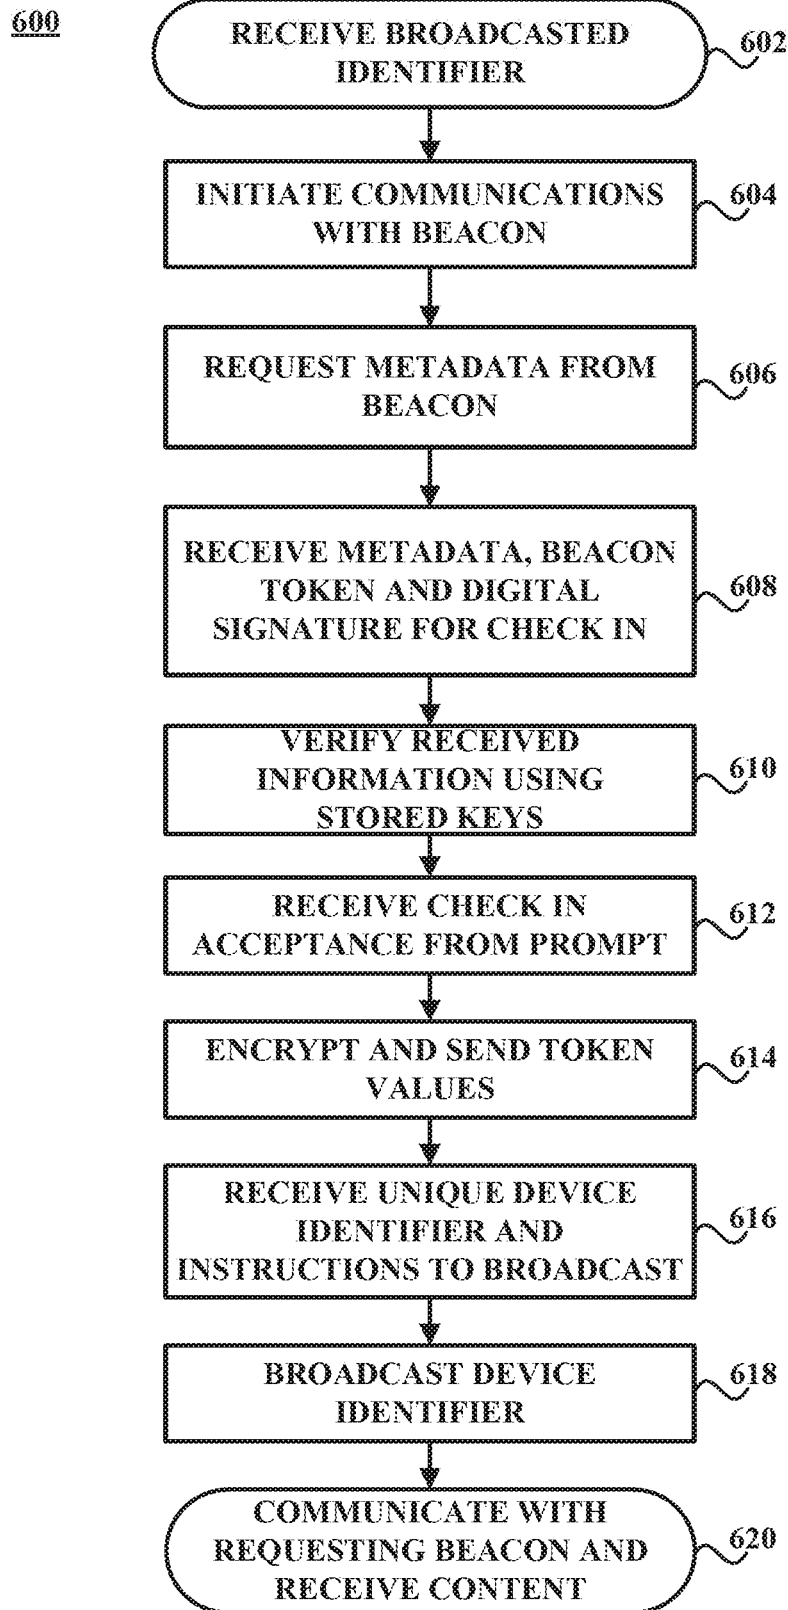 600
RECEIVE BROADCASTED
IDENTIFIER
602
INITIATE COMMUNICATIONS
WITH BEACON
604
REQUEST METADATA FROM
BEACON
606
RECEIVE METADATA, BEACON
TOKEN AND DIGITAL
SIGNATURE FOR CHECK IN
608
VERIFY RECEIVED
INFORMATION USING
STORED KEYS
610
RECEIVE CHECK IN
ACCEPTANCE FROM PROMPT
612
ENCRYPT AND SEND TOKEN
VALUES
614
RECEIVE UNIQUE DEVICE
IDENTIFIER AND
INSTRUCTIONS TO BROADCAST
616
BROADCAST DEVICE
IDENTIFIER
618
COMMUNICATE WITH
REQUESTING BEACON AND
RECEIVE CONTENT
620